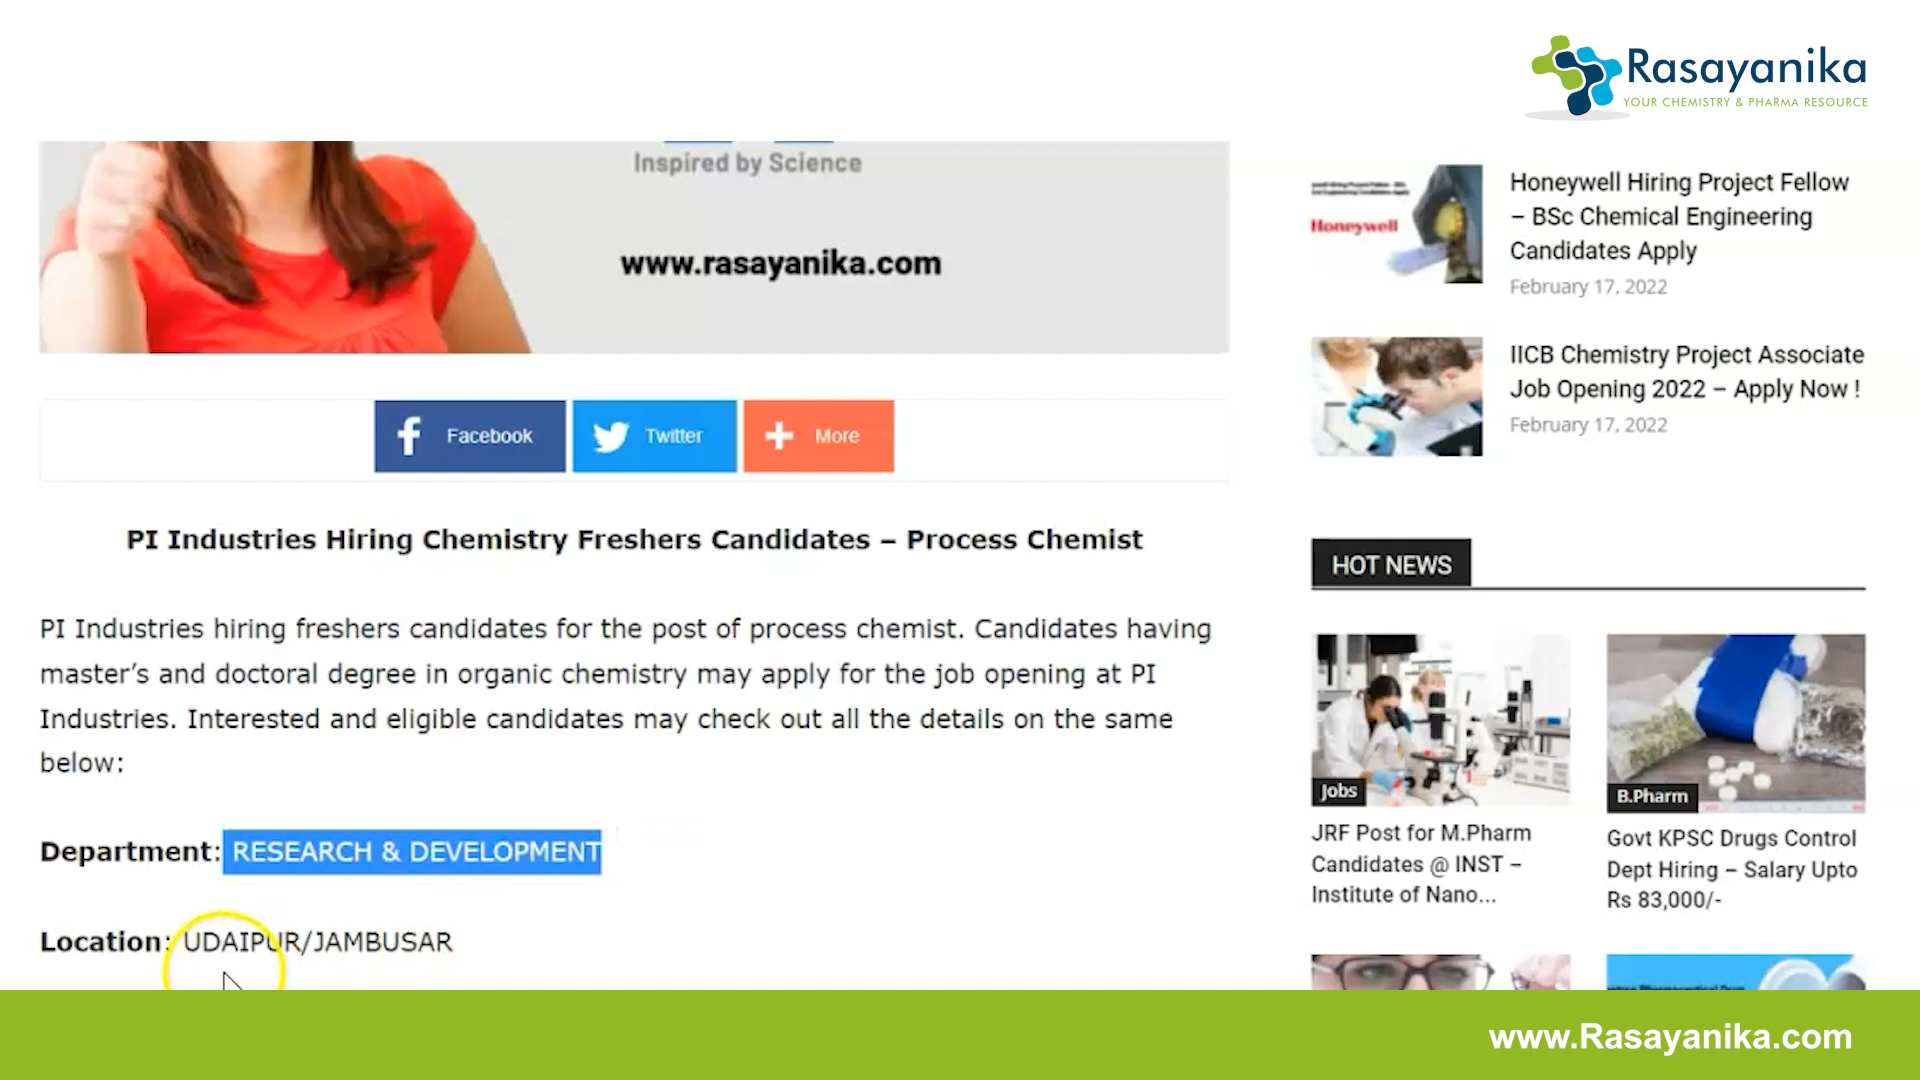 Rasayanika
YOUR CHEMISTRY & PHARMA RESOURCE
Inspired by Science
www.rasayanika.com
Facebook
Twitter
More
PI Industries Hiring Chemistry Freshers Candidates – Process Chemist
PI Industries hiring freshers candidates for the post of process chemist. Candidates having
master’s and doctoral degree in organic chemistry may apply for the job opening at PI
Industries. Interested and eligible candidates may check out all the details on the same
below:
Department: RESEARCH & DEVELOPMENT
Location: UDAIPUR/JAMBUSAR
Honeywell
Honeywell Hiring Project Fellow
– BSc Chemical Engineering
Candidates Apply
February 17, 2022
IICB Chemistry Project Associate
Job Opening 2022 – Apply Now !
February 17, 2022
HOT NEWS
Jobs
JRF Post for M.Pharm
Candidates @ INST –
Institute of Nano...
B.Pharm
Govt KPSC Drugs Control
Dept Hiring – Salary Upto
Rs 83,000/-
www.Rasayanika.com